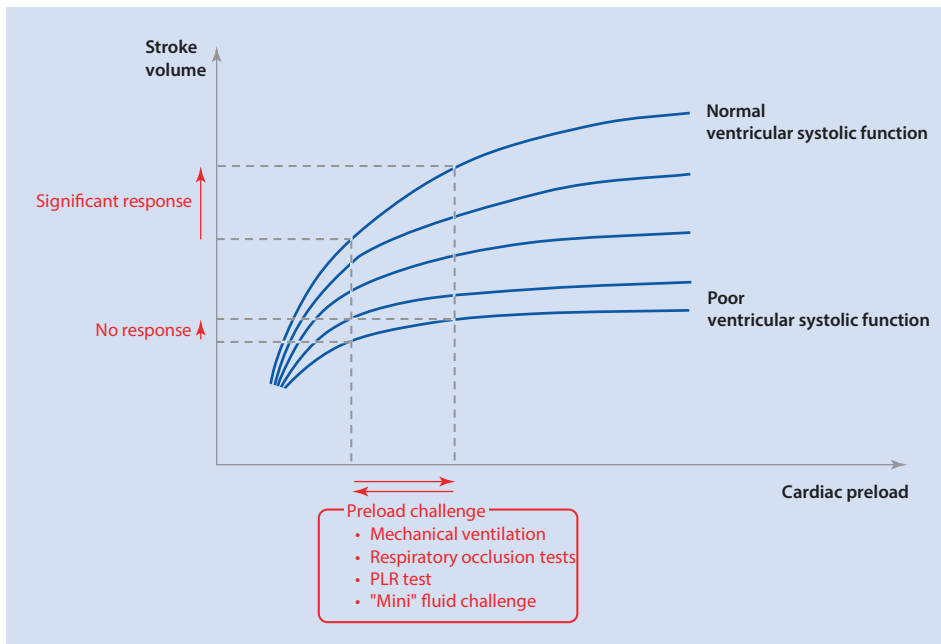 Stroke
volume
Normal
ventricular systolic function
Significant response
Poor
ventricular systolic function
No response
Cardiac preload
Preload challenge
• Mechanical ventilation
• Respiratory occlusion tests
• PLR test
• "Mini" fluid challenge